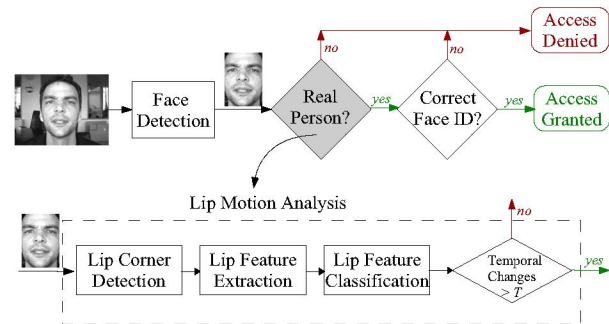 Face
Detection
Real
Person?
no
yes
Correct
Face ID?
no
yes
Access
Denied
Access
Granted
Lip Motion Analysis
Lip Corner
Detection
Lip Feature
Extraction
Lip Feature
Classification
Temporal
Changes
> T
no
yes